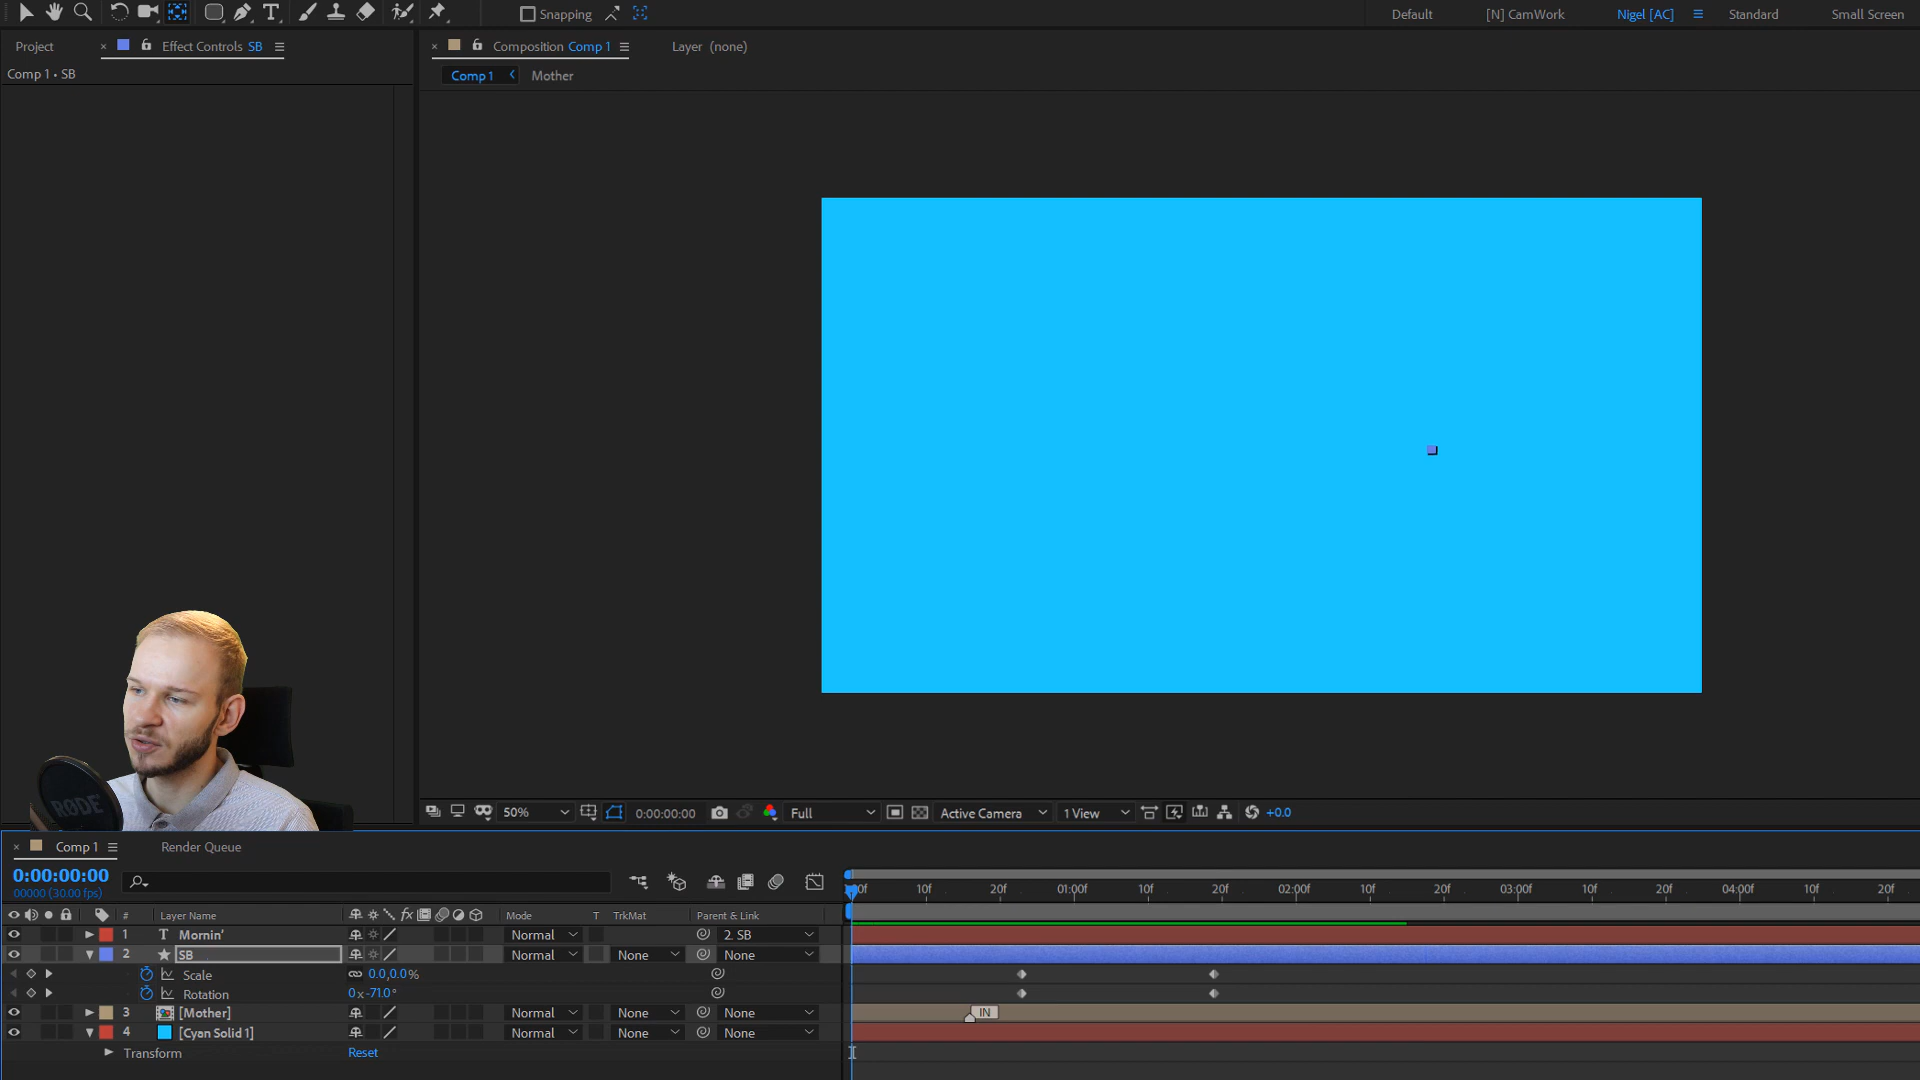 Snapping
Default
[N] CamWork
Nigel [AC]
Standard
Small Screen
Project
Effect Controls SB
Composition Comp 1
Layer (none)
Comp 1 • SB
Comp 1
Mother
RØDE
50%
0:00:00:00
Full
Active Camera
1 View
+0.0
Comp 1
Render Queue
0:00:00:00
00000 (30.00 fps)
:00f 10f 20f 01:00f 10f 20f 02:00f 10f 20f 03:00f 10f 20f 04:00f 10f 20f
# Layer Name fx Mode T TrkMat Parent & Link
1 T Mornin' Normal 2. SB
2 SB Normal None None
Scale 0.0,0.0%
Rotation 0x-71.0°
3 [Mother] Normal None None IN
4 [Cyan Solid 1] Normal None None
Transform Reset